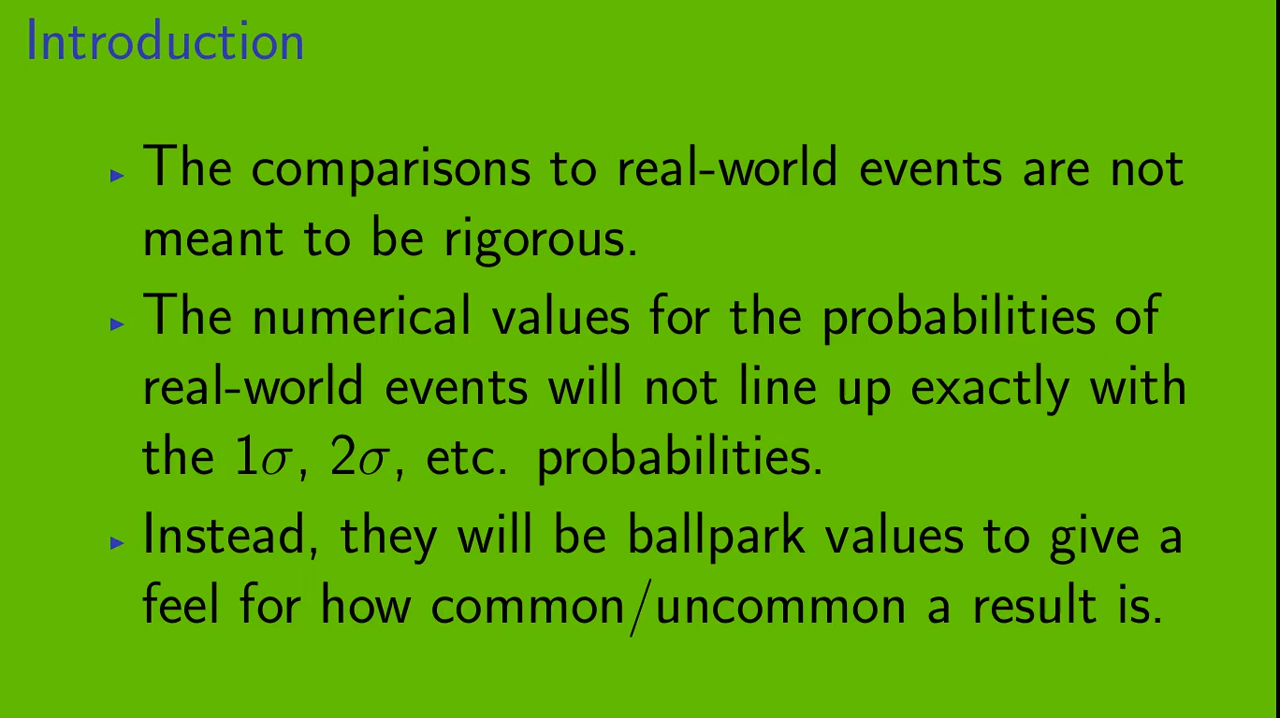 Introduction
▸ The comparisons to real-world events are not
meant to be rigorous.
▸ The numerical values for the probabilities of
real-world events will not line up exactly with
the 1σ, 2σ, etc. probabilities.
▸ Instead, they will be ballpark values to give a
feel for how common/uncommon a result is.